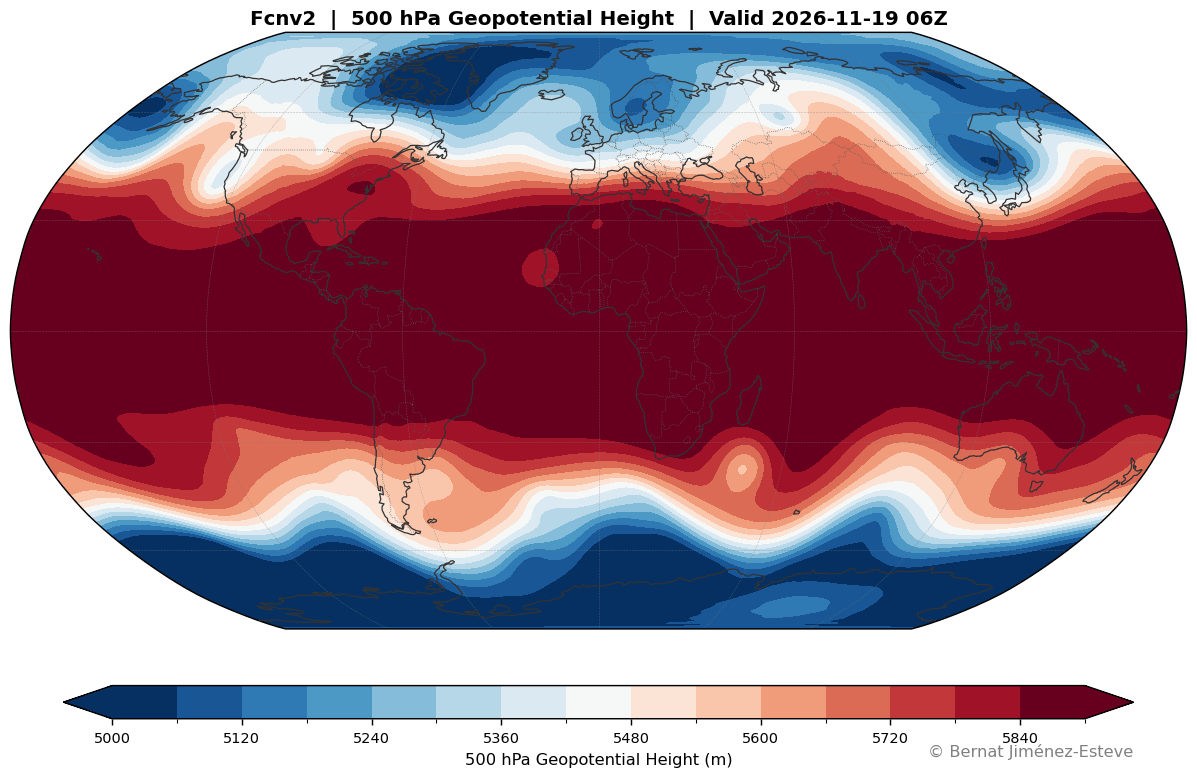 Fcnv2  |  500 hPa Geopotential Height  |  Valid 2026-11-19 06Z
5000 5120 5240 5360 5480 5600 5720 5840
500 hPa Geopotential Height (m)
© Bernat Jiménez-Esteve